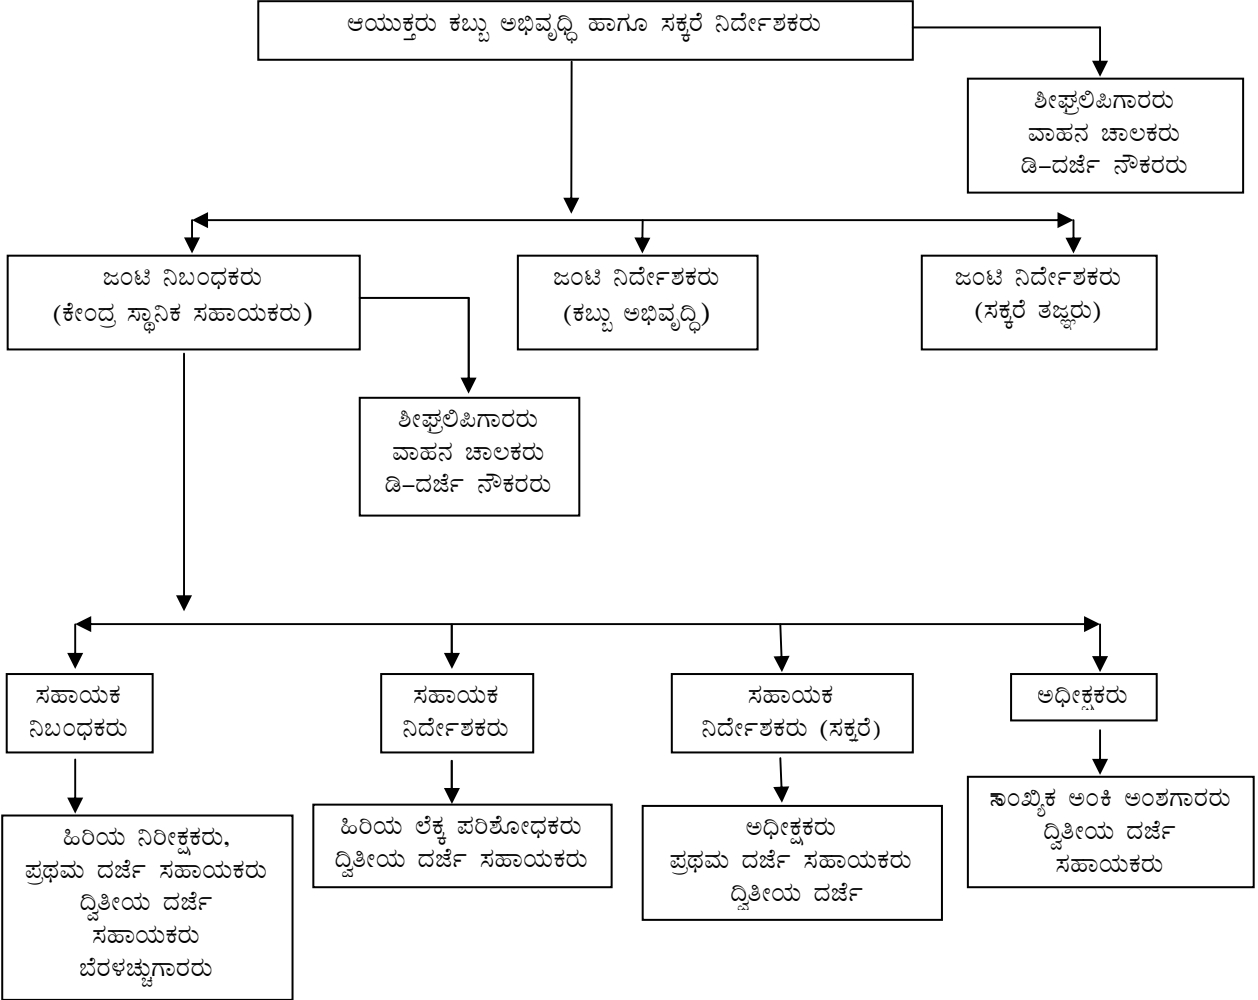 ಆಯುಕ್ತರು ಕಬ್ಬು ಅಭಿವೃದ್ಧಿ ಹಾಗೂ ಸಕ್ಕರೆ ನಿರ್ದೇಶಕರು
ಶೀಘ್ರಲಿಪಿಗಾರರು
ವಾಹನ ಚಾಲಕರು
ಡಿ–ದರ್ಜೆ ನೌಕರರು
ಜಂಟಿ ನಿಬಂಧಕರು
(ಕೇಂದ್ರ ಸ್ಥಾನಿಕ ಸಹಾಯಕರು)
ಜಂಟಿ ನಿರ್ದೇಶಕರು
(ಕಬ್ಬು ಅಭಿವೃದ್ಧಿ)
ಜಂಟಿ ನಿರ್ದೇಶಕರು
(ಸಕ್ಕರೆ ತಜ್ಞರು)
ಶೀಘ್ರಲಿಪಿಗಾರರು
ವಾಹನ ಚಾಲಕರು
ಡಿ–ದರ್ಜೆ ನೌಕರರು
ಸಹಾಯಕ
ನಿಬಂಧಕರು
ಸಹಾಯಕ
ನಿರ್ದೇಶಕರು
ಸಹಾಯಕ
ನಿರ್ದೇಶಕರು (ಸಕ್ಕರೆ)
ಅಧೀಕ್ಷಕರು
ಹಿರಿಯ ನಿರೀಕ್ಷಕರು,
ಪ್ರಥಮ ದರ್ಜೆ ಸಹಾಯಕರು
ದ್ವಿತೀಯ ದರ್ಜೆ
ಸಹಾಯಕರು
ಬೆರಳಚ್ಚುಗಾರರು
ಹಿರಿಯ ಲೆಕ್ಕ ಪರಿಶೋಧಕರು
ದ್ವಿತೀಯ ದರ್ಜೆ ಸಹಾಯಕರು
ಅಧೀಕ್ಷಕರು
ಪ್ರಥಮ ದರ್ಜೆ ಸಹಾಯಕರು
ದ್ವಿತೀಯ ದರ್ಜೆ
ಸಾಂಖ್ಯಿಕ ಅಂಕಿ ಅಂಶಗಾರರು
ದ್ವಿತೀಯ ದರ್ಜೆ
ಸಹಾಯಕರು